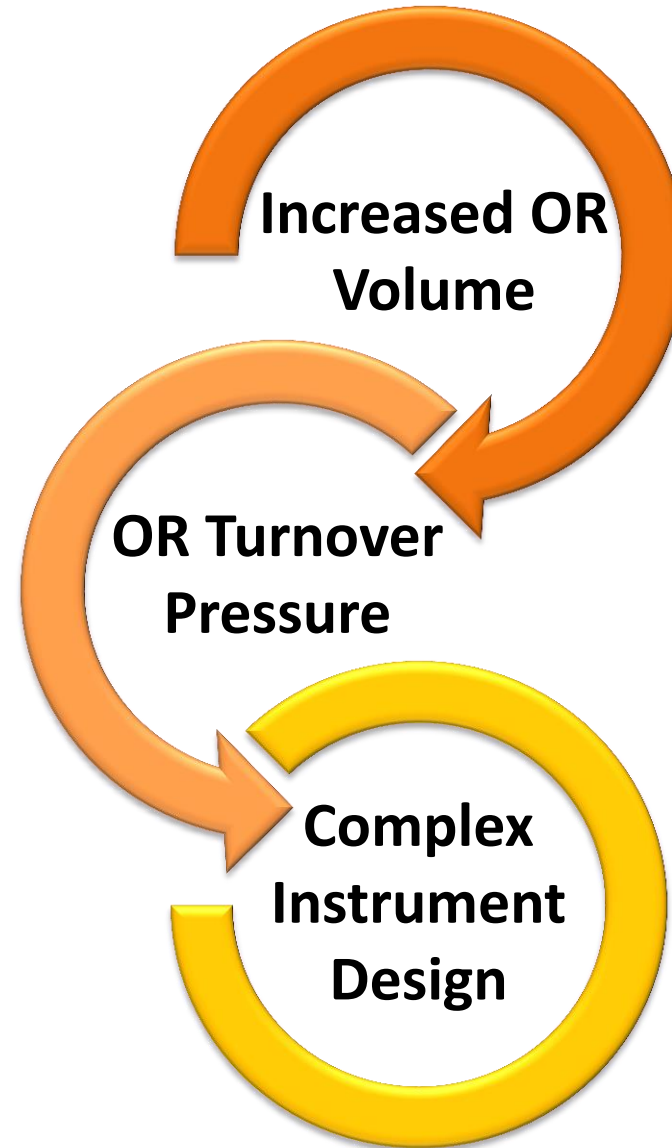 Increased OR
Volume
OR Turnover
Pressure
Complex
Instrument
Design